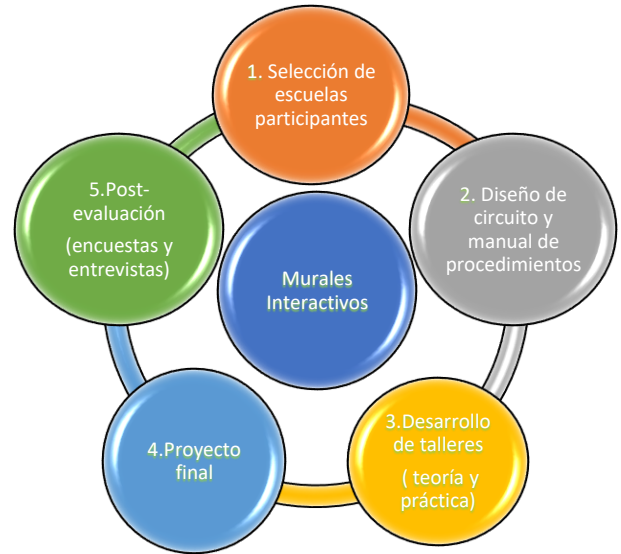 1. Selección de
escuelas
participantes
2. Diseño de
circuito y
manual de
procedimientos
3.Desarrollo
de talleres
( teoría y
práctica)
4.Proyecto
final
5.Post-
evaluación
(encuestas y
entrevistas)
Murales
Interactivos